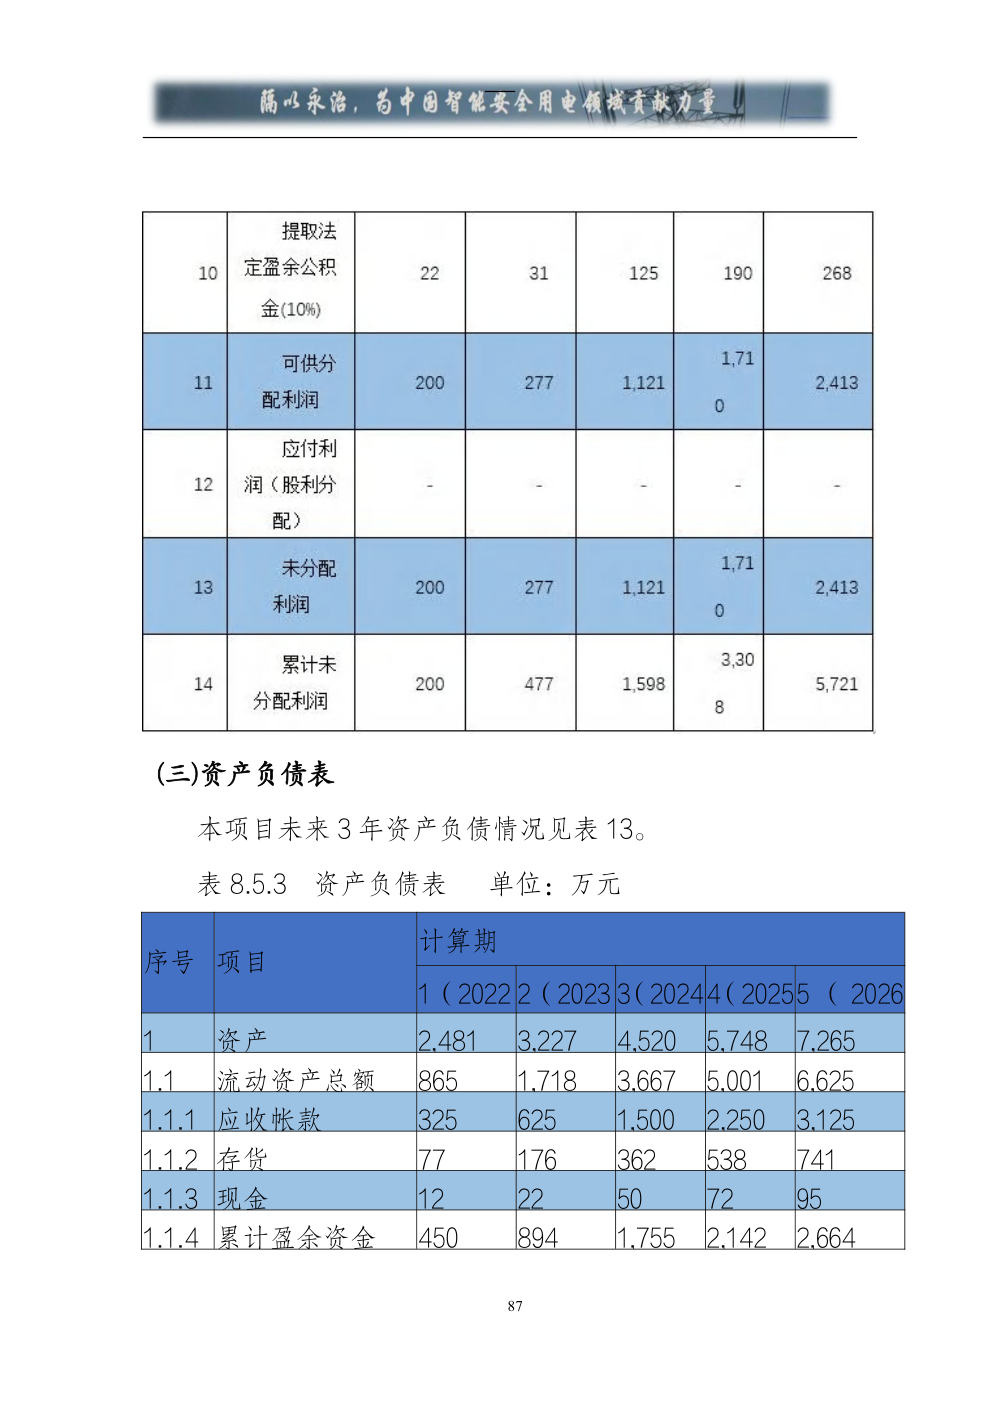 隔以永治，为中国智能安全用电领域贡献力量
提取法
10 定盈余公积 22 31 125 190 268
金(10%)
可供分 1,71
11 200 277 1,121 2,413
配利润 0
应付利
12 润（股利分 - - - - -
配）
未分配 1,71
13 200 277 1,121 2,413
利润 0
累计未 3,30
14 200 477 1,598 5,721
分配利润 8
(三)资产负债表
本项目未来 3 年资产负债情况见表 13。
表 8.5.3 资产负债表 单位：万元
序号 项目 计算期
1（2022 2（2023 3（2024 4（2025 5 （ 2026
1 资产 2,481 3,227 4,520 5,748 7,265
1.1 流动资产总额 865 1,718 3,667 5,001 6,625
1.1.1 应收帐款 325 625 1,500 2,250 3,125
1.1.2 存货 77 176 362 538 741
1.1.3 现金 12 22 50 72 95
1.1.4 累计盈余资金 450 894 1,755 2,142 2,664
87